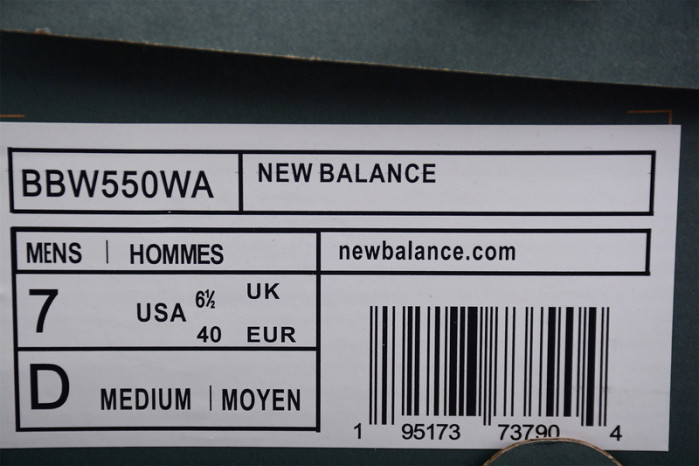 BBW550WA
NEW BALANCE
MENS | HOMMES
newbalance.com
7 USA 6½ UK
40 EUR
D MEDIUM | MOYEN
1 95173 73790 4